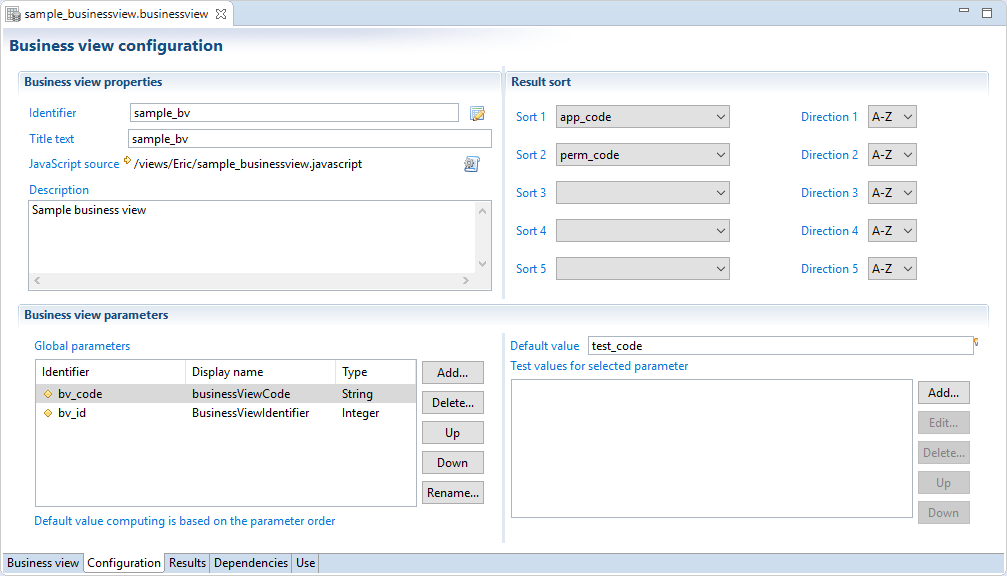 sample_businessview.businessview
Business view configuration
Business view properties
Identifier sample_bv
Title text sample_bv
JavaScript source /views/Eric/sample_businessview.javascript
Description
Sample business view
Result sort
Sort 1 app_code Direction 1 A-Z
Sort 2 perm_code Direction 2 A-Z
Sort 3 Direction 3 A-Z
Sort 4 Direction 4 A-Z
Sort 5 Direction 5 A-Z
Business view parameters
Global parameters
Identifier Display name Type
bv_code businessViewCode String
bv_id BusinessViewIdentifier Integer
Add...
Delete...
Up
Down
Rename...
Default value computing is based on the parameter order
Default value test_code
Test values for selected parameter
Add...
Edit...
Delete...
Up
Down
Business view Configuration Results Dependencies Use